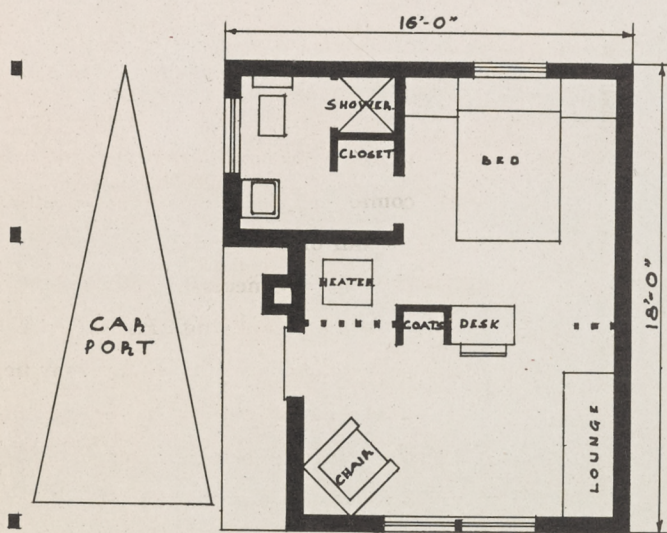 16'-0"
SHOWER
CLOSET
BED
HEATER
COATS
DESK
18'-0"
CAR
PORT
CHAIR
LOUNGE